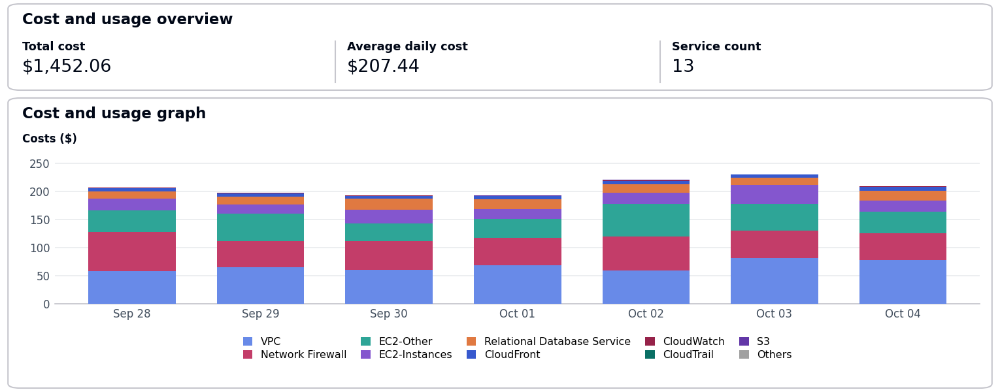 Cost and usage overview
Total cost
$1,452.06
Average daily cost
$207.44
Service count
13
Cost and usage graph
Costs ($)
250
200
150
100
50
0
Sep 28 Sep 29 Sep 30 Oct 01 Oct 02 Oct 03 Oct 04
VPC EC2-Other Relational Database Service CloudWatch S3
Network Firewall EC2-Instances CloudFront CloudTrail Others